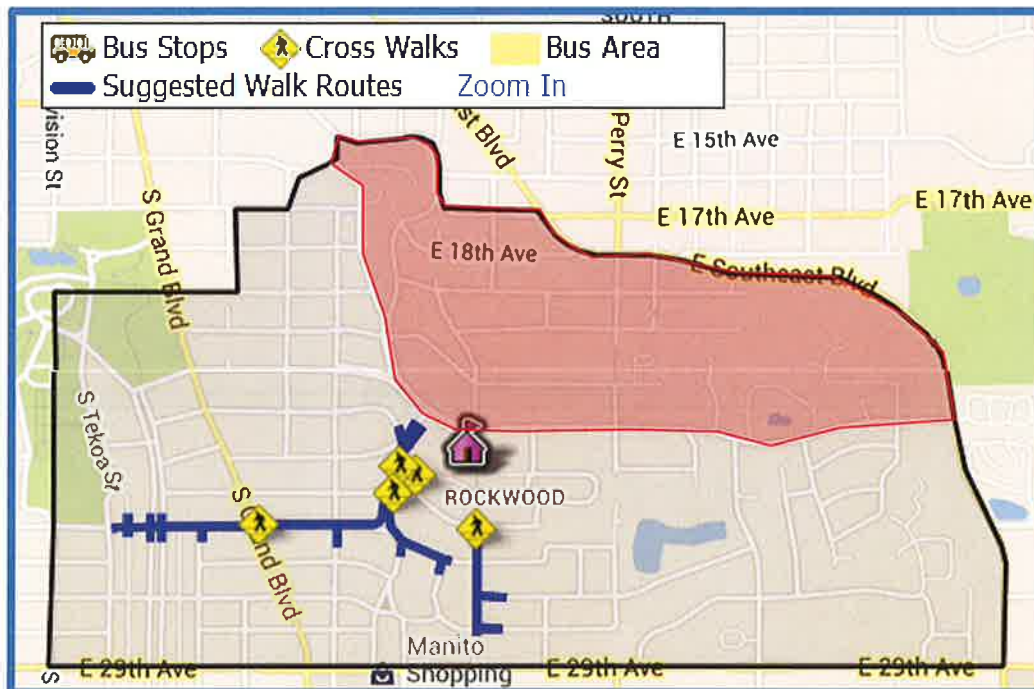 SOUTH
Bus Stops Cross Walks Bus Area
Suggested Walk Routes Zoom In
vision St
st Blvd
Perry St
E 15th Ave
E 17th Ave
E 17th Ave
S Grand Blvd
E 18th Ave
E Southeast Blvd
S Tekoa St
S Grand Blvd
ROCKWOOD
Manito
Shopping
S
E 29th Ave
E 29th Ave
E 29th Ave